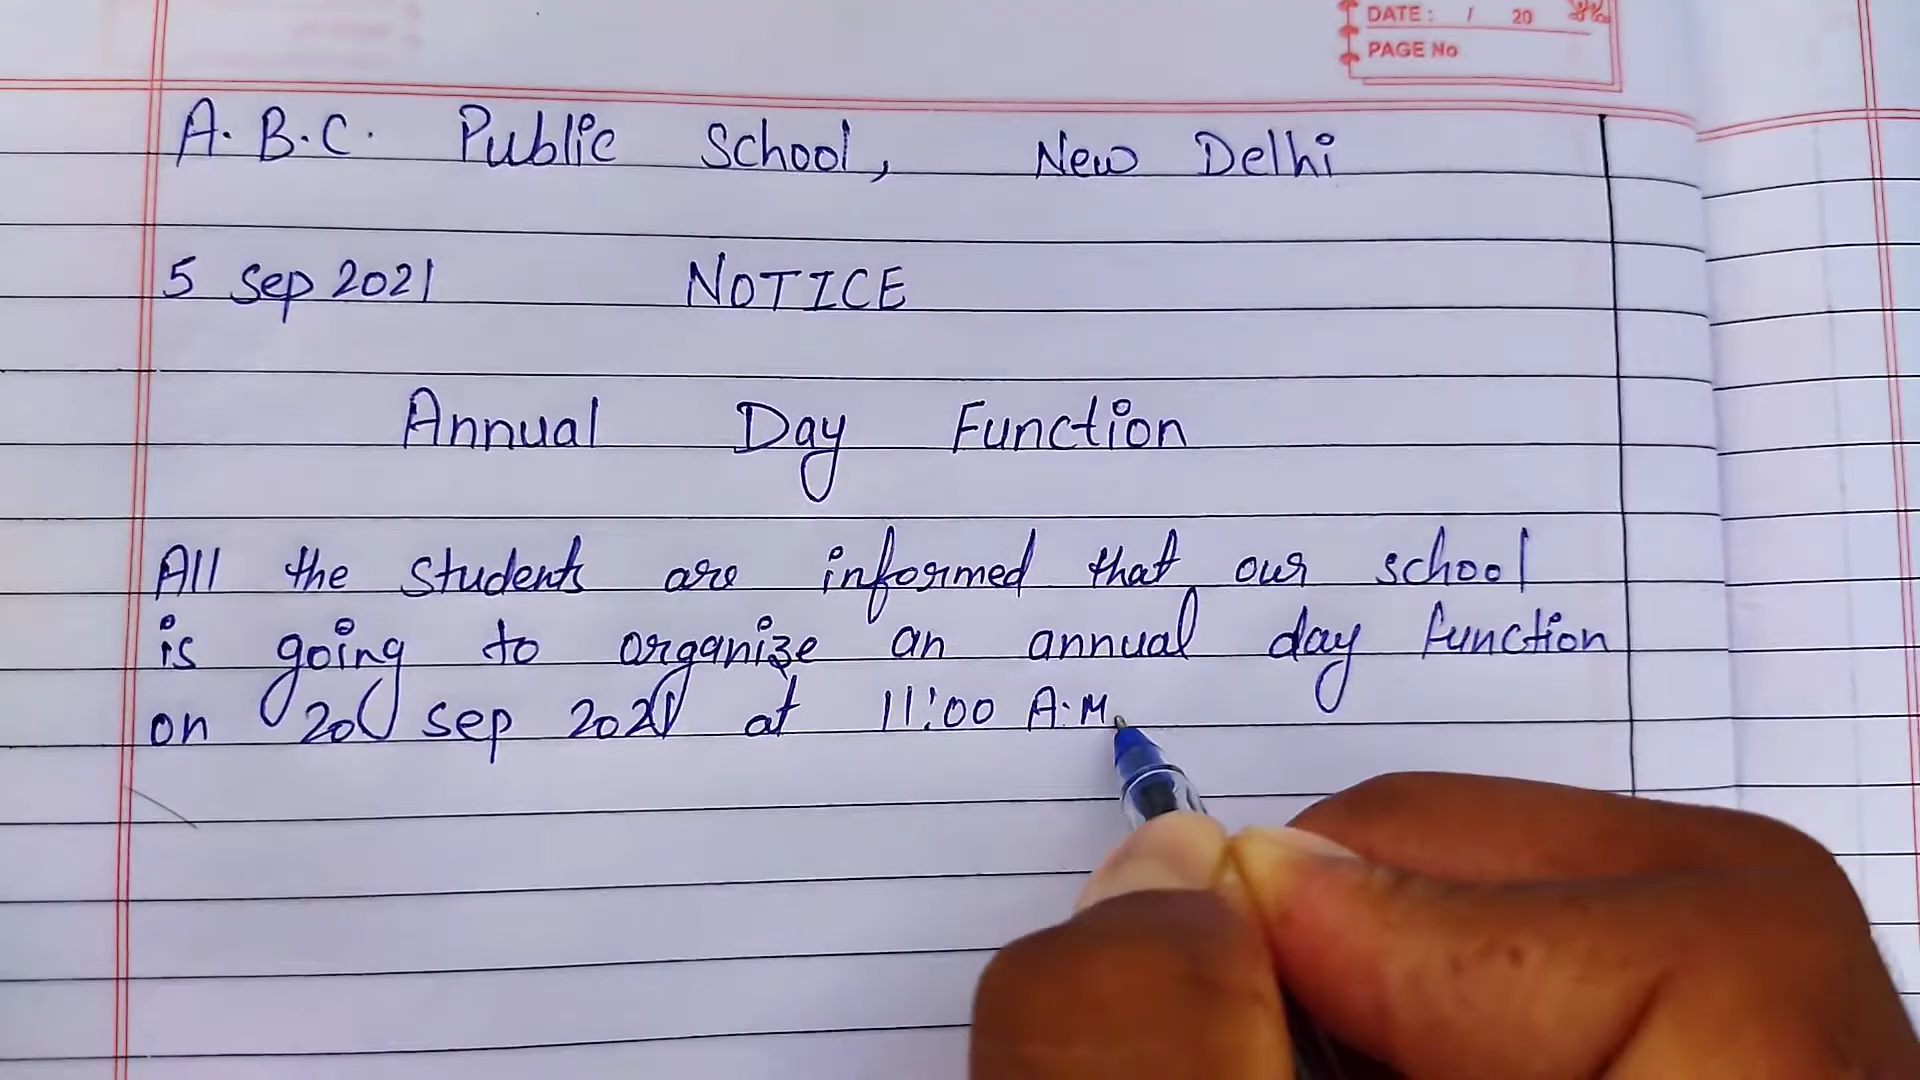 DATE : / 20
PAGE No
A. B. C. Public School, New Delhi
5 Sep 2021 NOTICE
Annual Day Function
All the students are informed that our school
is going to organize an annual day function
on 20 sep 2021 at 11:00 A.M.